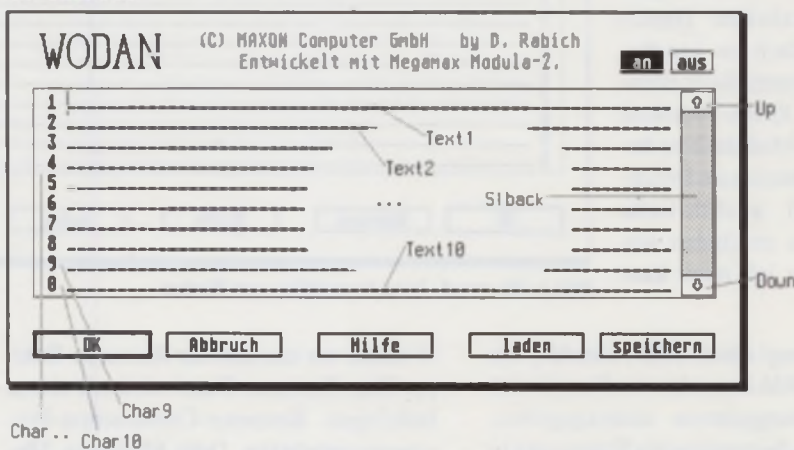 WODAN
(C) MAXON Computer GmbH by D. Rabich
Entwickelt mit Megamax Modula-2.
an aus
1
2
3
4
5
6
7
8
9
0
Text1
Text2
...
Text10
Slback
Up
Down
OK Abbruch Hilfe laden speichern
Char..
Char9
Char10